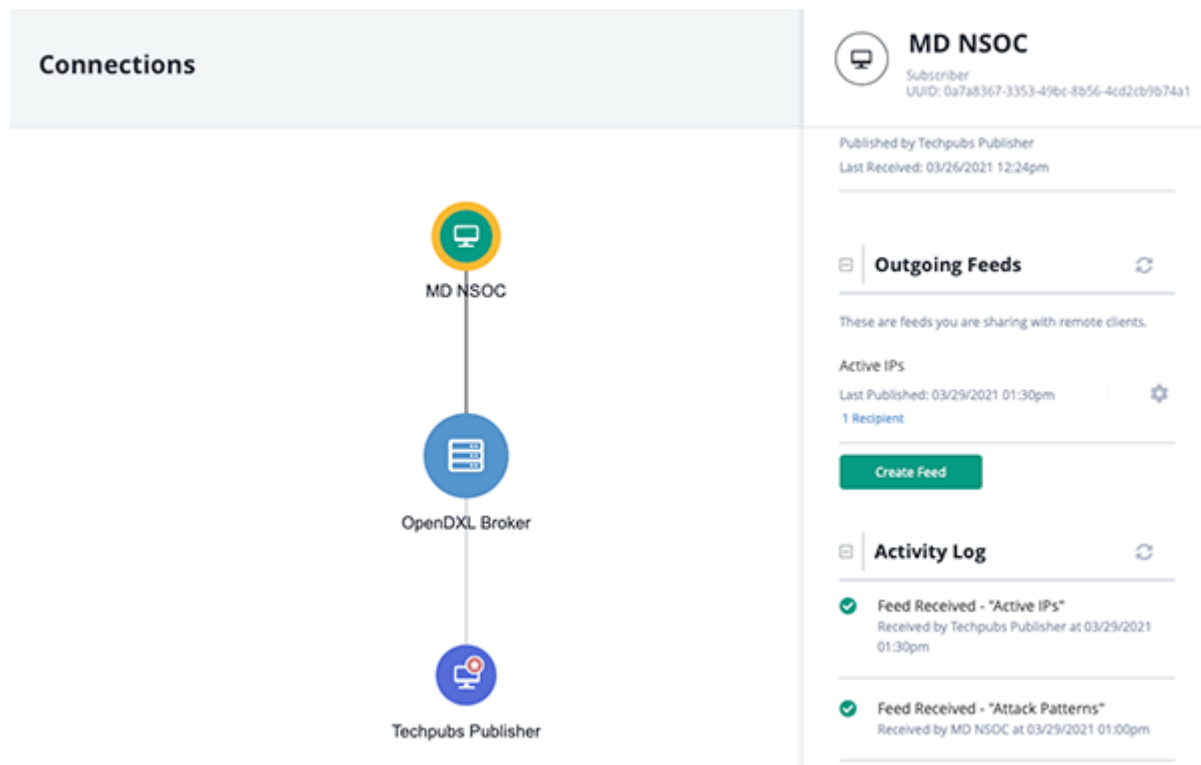 Connections
MD NSOC
OpenDXL Broker
Techpubs Publisher
MD NSOC
Subscriber
UUID: 0a7a8367-3353-49bc-8b56-4cd2cb9b74a1
Published by Techpubs Publisher
Last Received: 03/26/2021 12:24pm
Outgoing Feeds
These are feeds you are sharing with remote clients.
Active IPs
Last Published: 03/29/2021 01:30pm
1 Recipient
Create Feed
Activity Log
Feed Received - "Active IPs"
Received by Techpubs Publisher at 03/29/2021
01:30pm
Feed Received - "Attack Patterns"
Received by MD NSOC at 03/29/2021 01:00pm